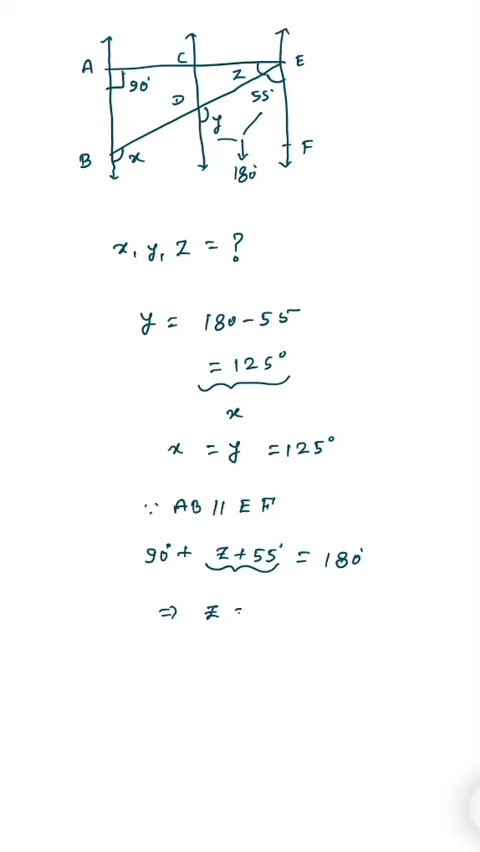 A C E
90° z
D y 55°
B x F
180°
x, y, z = ?
y = 180 - 55
= 125°
x
x = y = 125°
∵ AB // EF
90° + z + 55° = 180°
⇒ z =